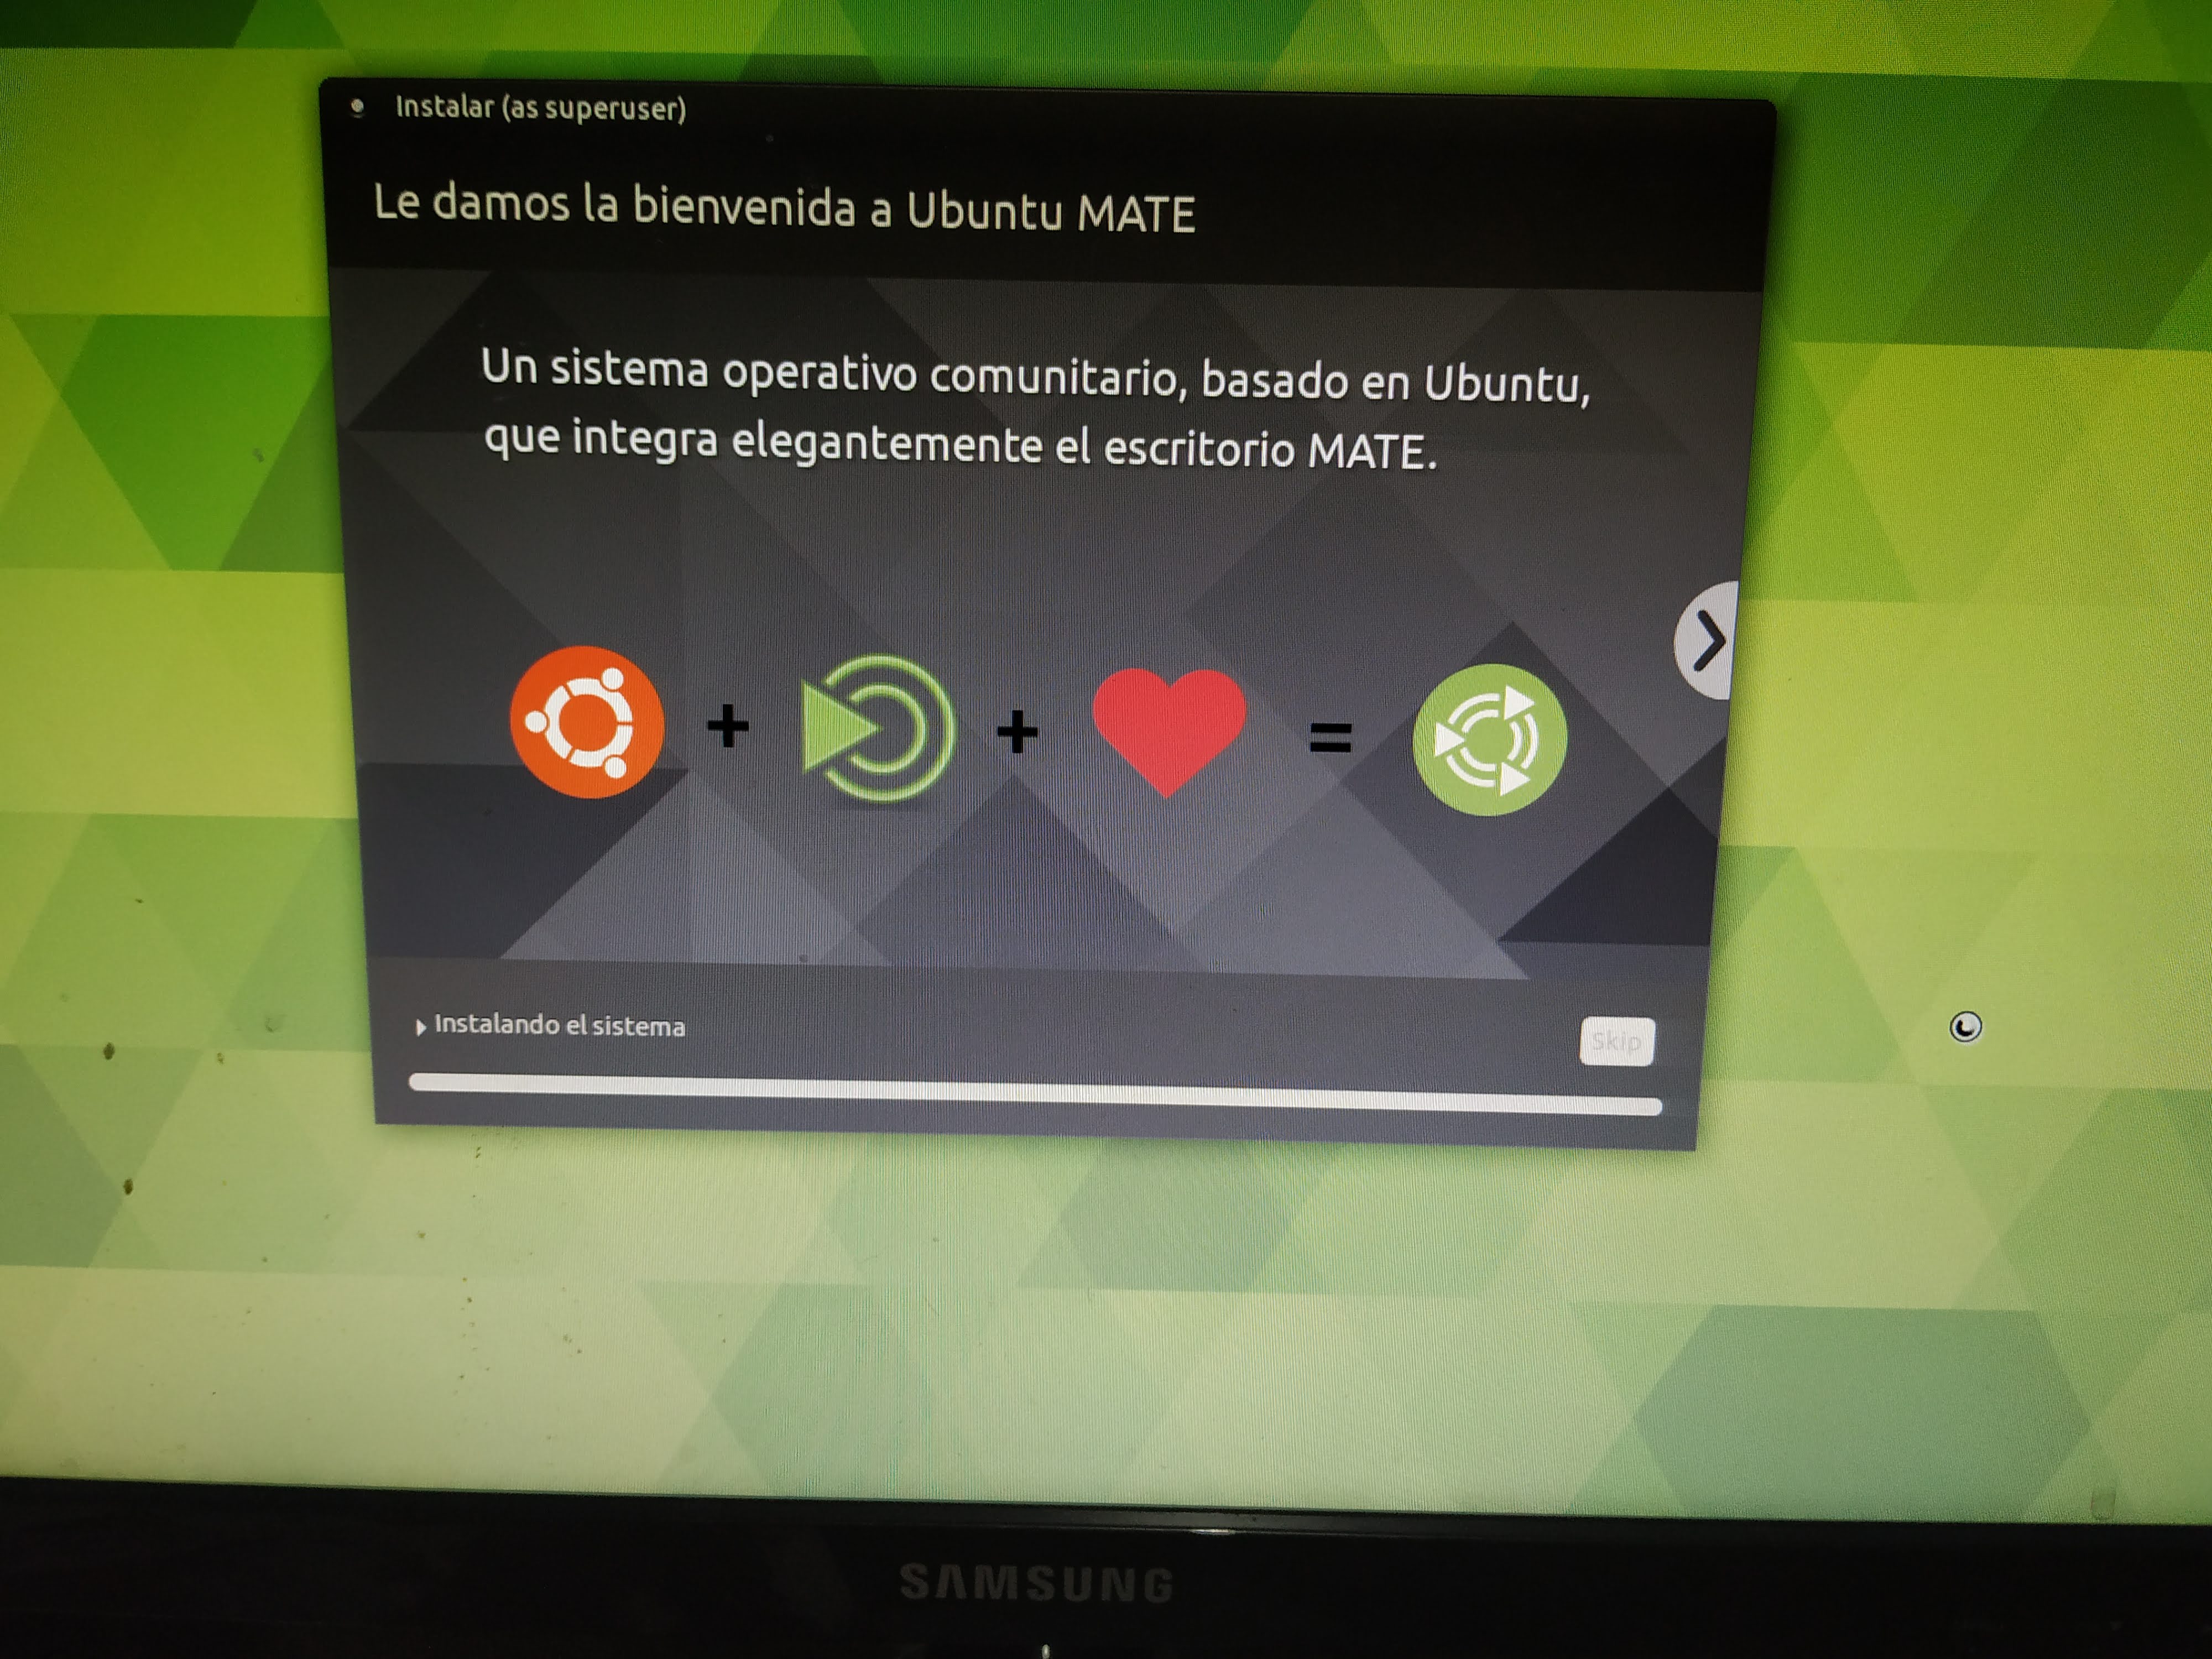 Instalar (as superuser)
Le damos la bienvenida a Ubuntu MATE
Un sistema operativo comunitario, basado en Ubuntu,
que integra elegantemente el escritorio MATE.
+ + =
Instalando el sistema
Skip
SAMSUNG